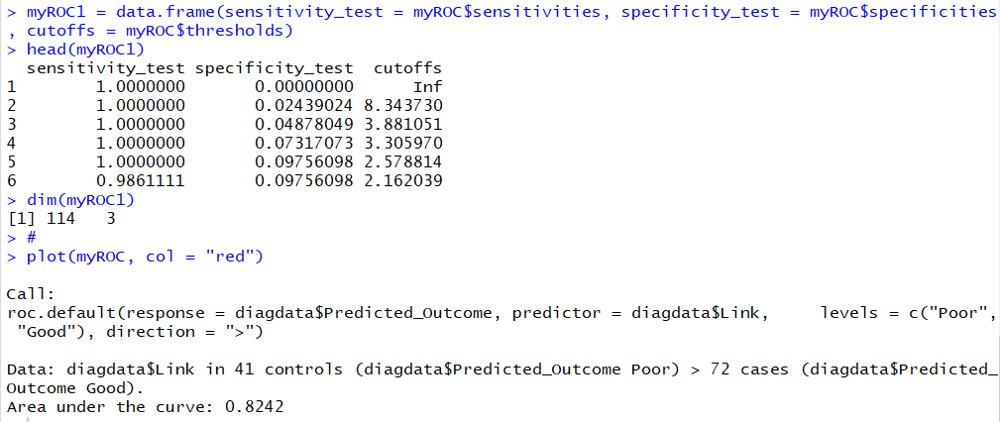 > myROC1 = data.frame(sensitivity_test = myROC$sensitivities, specificity_test = myROC$specificities
, cutoffs = myROC$thresholds)
> head(myROC1)
  sensitivity_test specificity_test  cutoffs
1        1.0000000       0.00000000      Inf
2        1.0000000       0.02439024 8.343730
3        1.0000000       0.04878049 3.881051
4        1.0000000       0.07317073 3.305970
5        1.0000000       0.09756098 2.578814
6        0.9861111       0.09756098 2.162039
> dim(myROC1)
[1] 114   3
> #
> plot(myROC, col = "red")
Call:
roc.default(response = diagdata$Predicted_Outcome, predictor = diagdata$Link,     levels = c("Poor",
 "Good"), direction = ">")
Data: diagdata$Link in 41 controls (diagdata$Predicted_Outcome Poor) > 72 cases (diagdata$Predicted_
Outcome Good).
Area under the curve: 0.8242